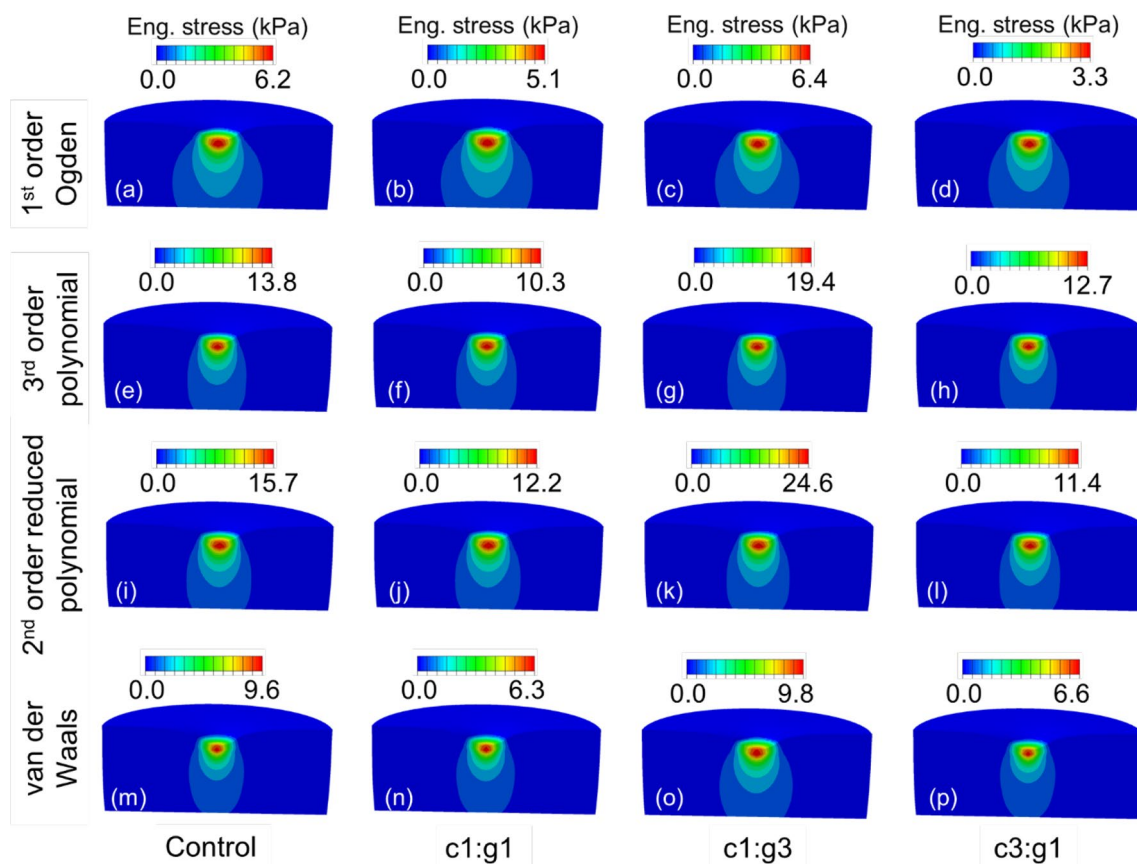 Eng. stress (kPa) Eng. stress (kPa) Eng. stress (kPa) Eng. stress (kPa)
0.0 6.2 0.0 5.1 0.0 6.4 0.0 3.3
1st order
Ogden
(a) (b) (c) (d)
0.0 13.8 0.0 10.3 0.0 19.4 0.0 12.7
3rd order
polynomial
(e) (f) (g) (h)
0.0 15.7 0.0 12.2 0.0 24.6 0.0 11.4
2nd order reduced
polynomial
(i) (j) (k) (l)
0.0 9.6 0.0 6.3 0.0 9.8 0.0 6.6
van der
Waals
(m) (n) (o) (p)
Control c1:g1 c1:g3 c3:g1